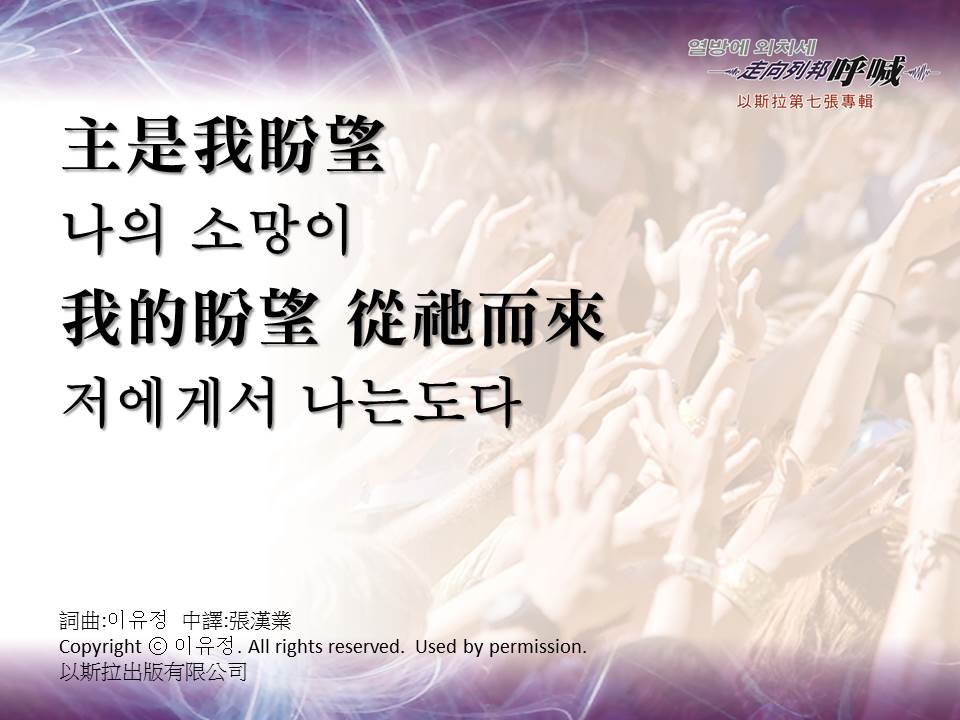 열방에 외치세
走向列邦呼喊
以斯拉第七張專輯
主是我盼望
나의 소망이
我的盼望 從祂而來
저에게서 나는도다
詞曲:이유정 中譯:張漢業
Copyright ⓒ 이유정. All rights reserved. Used by permission.
以斯拉出版有限公司